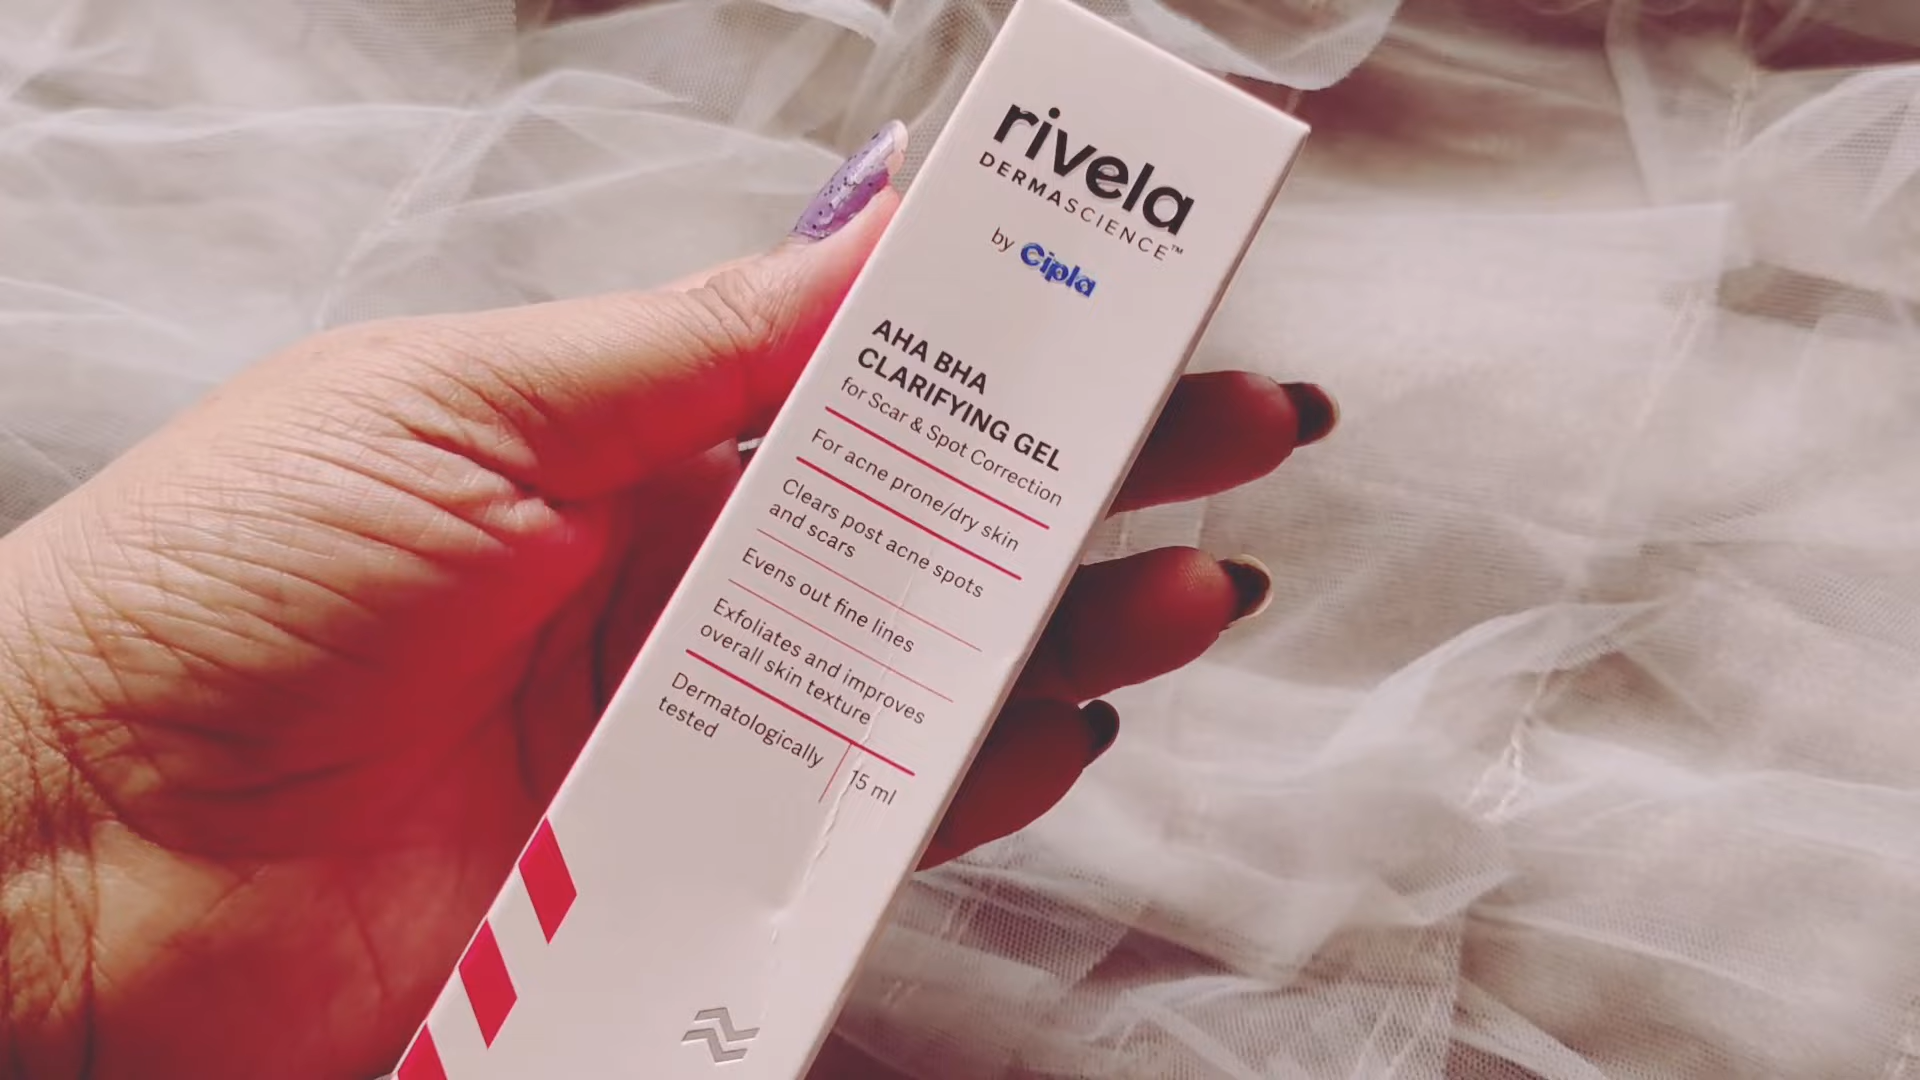 rivela
DERMASCIENCE™
by Cipla
AHA BHA
CLARIFYING GEL
for Scar & Spot Correction
For acne prone/dry skin
Clears post acne spots
and scars
Evens out fine lines
Exfoliates and improves
overall skin texture
Dermatologically
tested
15 ml